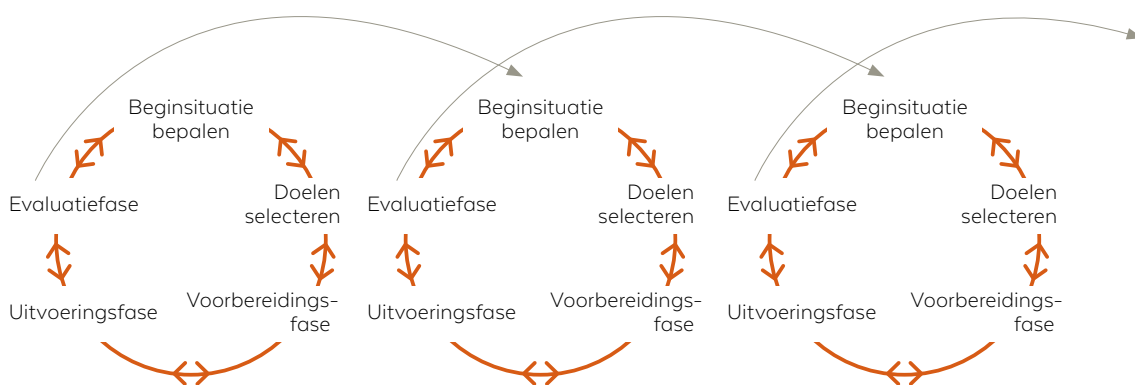 Beginsituatie
bepalen
Doelen
selecteren
Voorbereidings-
fase
Uitvoeringsfase
Evaluatiefase
Beginsituatie
bepalen
Doelen
selecteren
Voorbereidings-
fase
Uitvoeringsfase
Evaluatiefase
Beginsituatie
bepalen
Doelen
selecteren
Voorbereidings-
fase
Uitvoeringsfase
Evaluatiefase